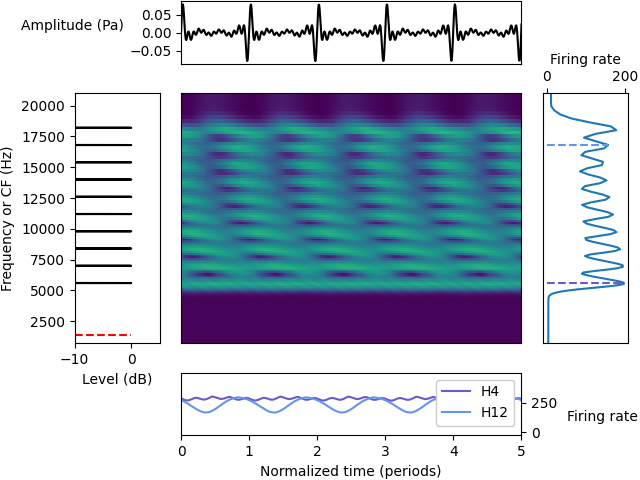 Amplitude (Pa)
0.05
0.00
−0.05
Firing rate
0 200
Frequency or CF (Hz)
20000
17500
15000
12500
10000
7500
5000
2500
−10 0
Level (dB)
H4
H12
250
0
Firing rate
0 1 2 3 4 5
Normalized time (periods)